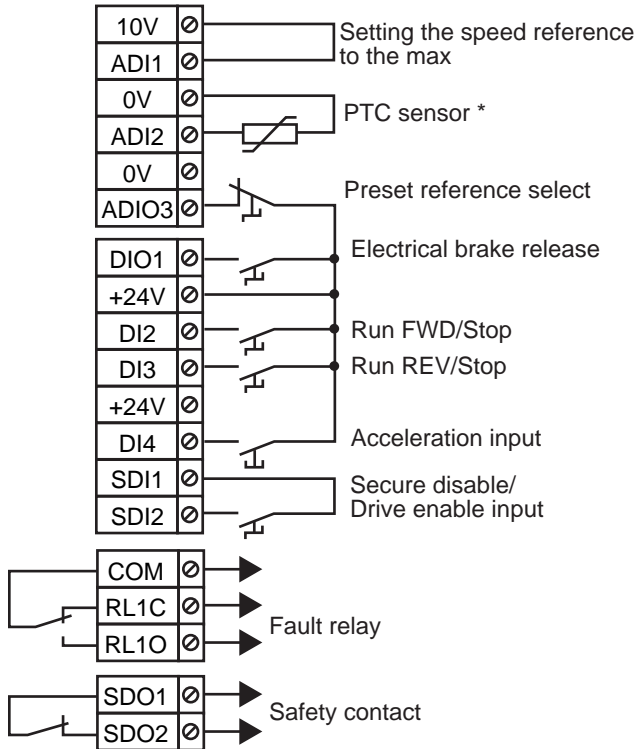 10V
Setting the speed reference
ADI1
to the max
0V
PTC sensor *
ADI2
0V
Preset reference select
ADIO3
Electrical brake release
DIO1
+24V
DI2
Run FWD/Stop
DI3
Run REV/Stop
+24V
DI4
Acceleration input
SDI1
Secure disable/
SDI2
Drive enable input
COM
RL1C
Fault relay
RL1O
SDO1
Safety contact
SDO2